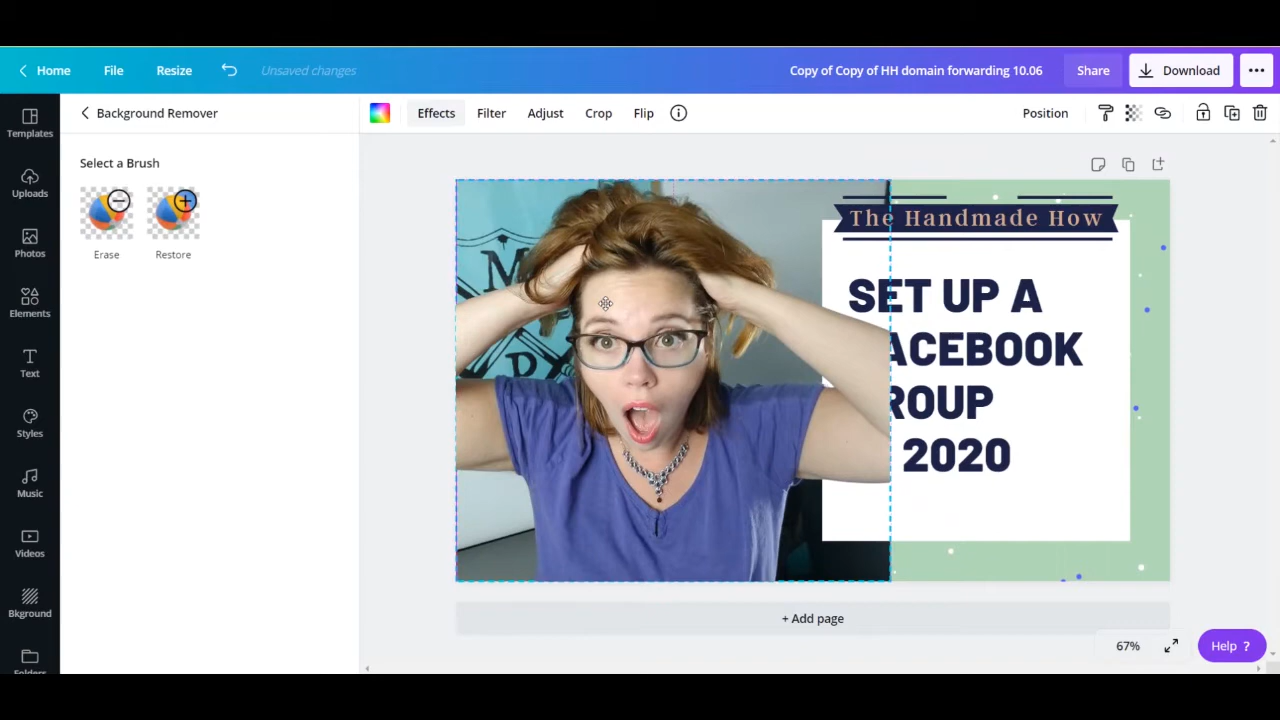 Home
File
Resize
Unsaved changes
Copy of Copy of HH domain forwarding 10.06
Share
Download
Templates
Uploads
Photos
Elements
Text
Styles
Music
Videos
Bkground
Folders
Background Remover
Select a Brush
Erase
Restore
Effects
Filter
Adjust
Crop
Flip
Position
M
The Handmade How
SET UP A
ACEBOOK
ROUP
2020
+ Add page
67%
Help ?